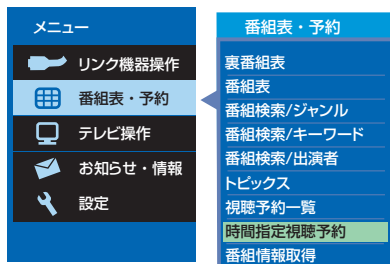 メニュー
リンク機器操作
番組表・予約
テレビ操作
お知らせ・情報
設定
番組表・予約
裏番組表
番組表
番組検索/ジャンル
番組検索/キーワード
番組検索/出演者
トピックス
視聴予約一覧
時間指定視聴予約
番組情報取得